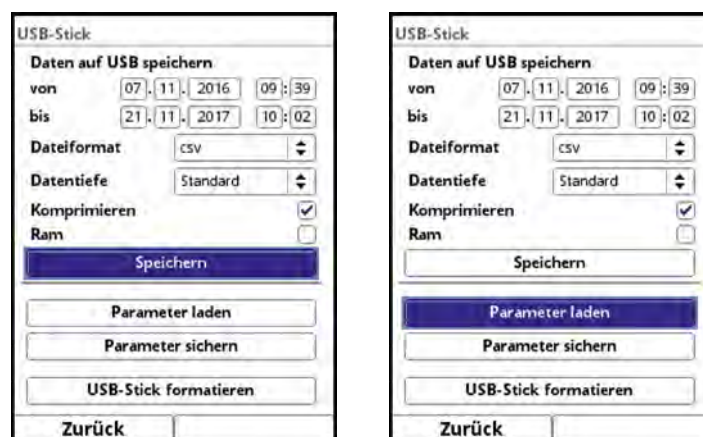 USB-Stick
Daten auf USB speichern
von 07. 11. 2016 09:39
bis 21. 11. 2017 10:02
Dateiformat csv
Datentiefe Standard
Komprimieren
Ram
Speichern
Parameter laden
Parameter sichern
USB-Stick formatieren
Zurück
USB-Stick
Daten auf USB speichern
von 07. 11. 2016 09:39
bis 21. 11. 2017 10:02
Dateiformat csv
Datentiefe Standard
Komprimieren
Ram
Speichern
Parameter laden
Parameter sichern
USB-Stick formatieren
Zurück